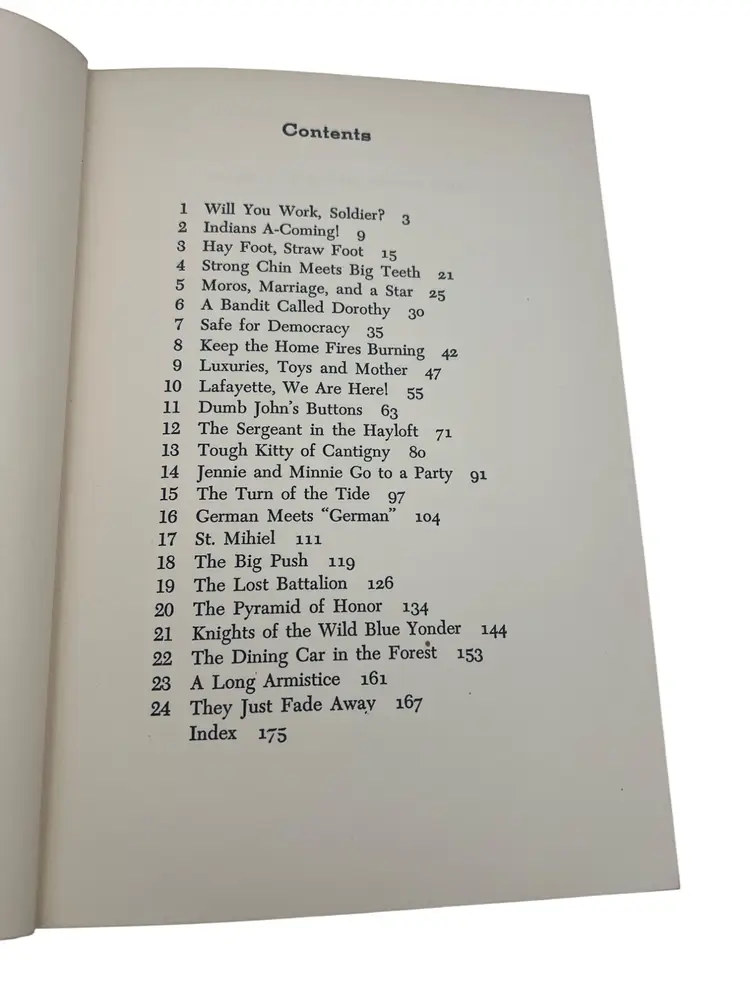 Contents
1 Will You Work, Soldier? 3
2 Indians A-Coming! 9
3 Hay Foot, Straw Foot 15
4 Strong Chin Meets Big Teeth 21
5 Moros, Marriage, and a Star 25
6 A Bandit Called Dorothy 30
7 Safe for Democracy 35
8 Keep the Home Fires Burning 42
9 Luxuries, Toys and Mother 47
10 Lafayette, We Are Here! 55
11 Dumb John's Buttons 63
12 The Sergeant in the Hayloft 71
13 Tough Kitty of Cantigny 80
14 Jennie and Minnie Go to a Party 91
15 The Turn of the Tide 97
16 German Meets "German" 104
17 St. Mihiel 111
18 The Big Push 119
19 The Lost Battalion 126
20 The Pyramid of Honor 134
21 Knights of the Wild Blue Yonder 144
22 The Dining Car in the Forest 153
23 A Long Armistice 161
24 They Just Fade Away 167
Index 175